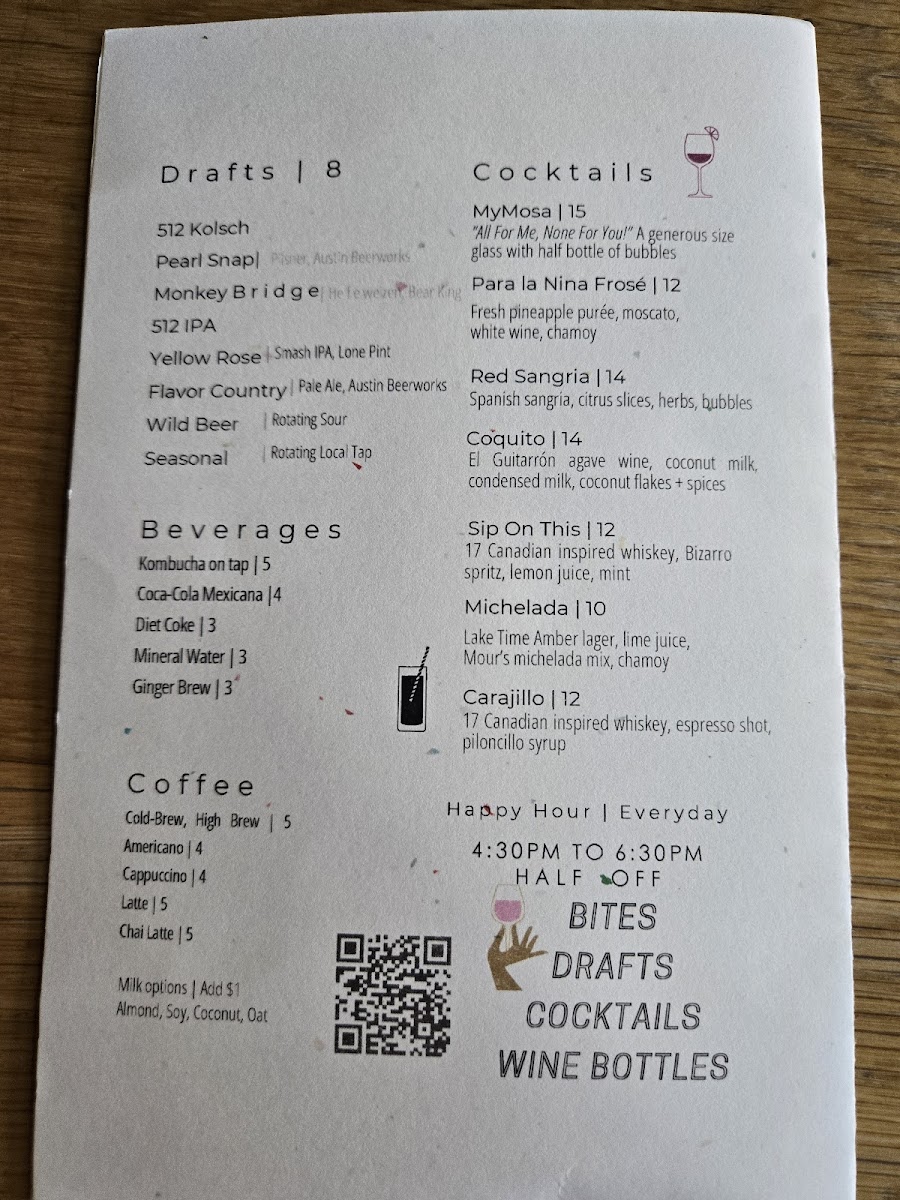 Drafts | 8
512 Kolsch
Pearl Snap| Pilsner, Austin Beerworks
Monkey Bridge| Hefeweizen, Bear King
512 IPA
Yellow Rose | Smash IPA, Lone Pint
Flavor Country | Pale Ale, Austin Beerworks
Wild Beer | Rotating Sour
Seasonal | Rotating Local Tap
Beverages
Kombucha on tap | 5
Coca-Cola Mexicana |4
Diet Coke | 3
Mineral Water | 3
Ginger Brew | 3
Coffee
Cold-Brew, High Brew | 5
Americano | 4
Cappuccino | 4
Latte | 5
Chai Latte | 5
Milk options | Add $1
Almond, Soy, Coconut, Oat
Cocktails
MyMosa | 15
"All For Me, None For You!" A generous size
glass with half bottle of bubbles
Para la Nina Frosé | 12
Fresh pineapple purée, moscato,
white wine, chamoy
Red Sangria | 14
Spanish sangria, citrus slices, herbs, bubbles
Coquito | 14
El Guitarrón agave wine, coconut milk,
condensed milk, coconut flakes + spices
Sip On This | 12
17 Canadian inspired whiskey, Bizarro
spritz, lemon juice, mint
Michelada | 10
Lake Time Amber lager, lime juice,
Mour's michelada mix, chamoy
Carajillo | 12
17 Canadian inspired whiskey, espresso shot,
piloncillo syrup
Happy Hour | Everyday
4:30PM TO 6:30PM
HALF OFF
BITES
DRAFTS
COCKTAILS
WINE BOTTLES